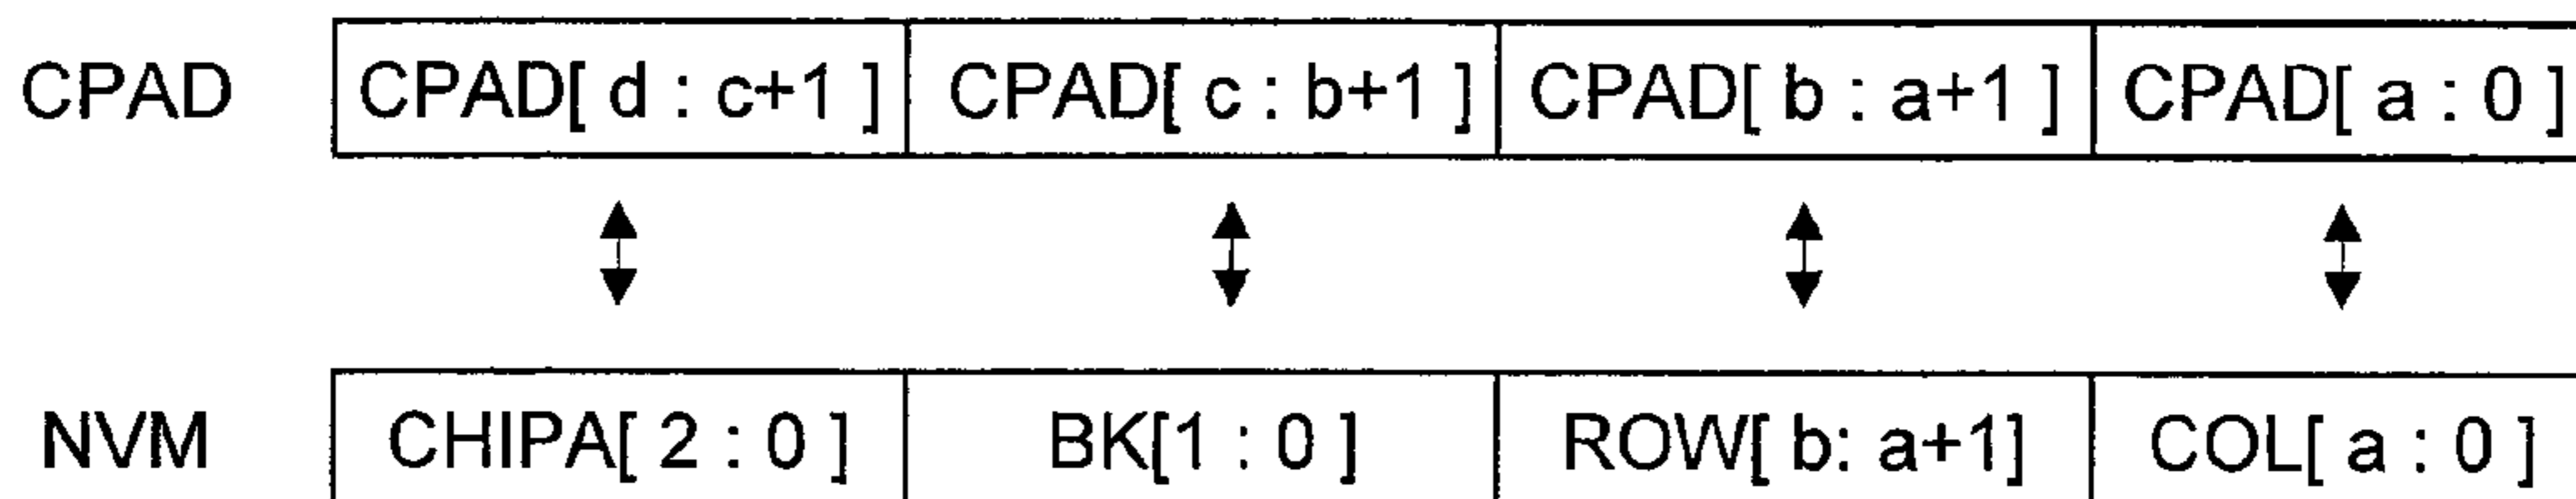 CPAD CPAD[ d : c+1 ] CPAD[ c : b+1 ] CPAD[ b : a+1 ] CPAD[ a : 0 ]
NVM CHIPA[ 2 : 0 ] BK[1 : 0 ] ROW[ b: a+1] COL[ a : 0 ]